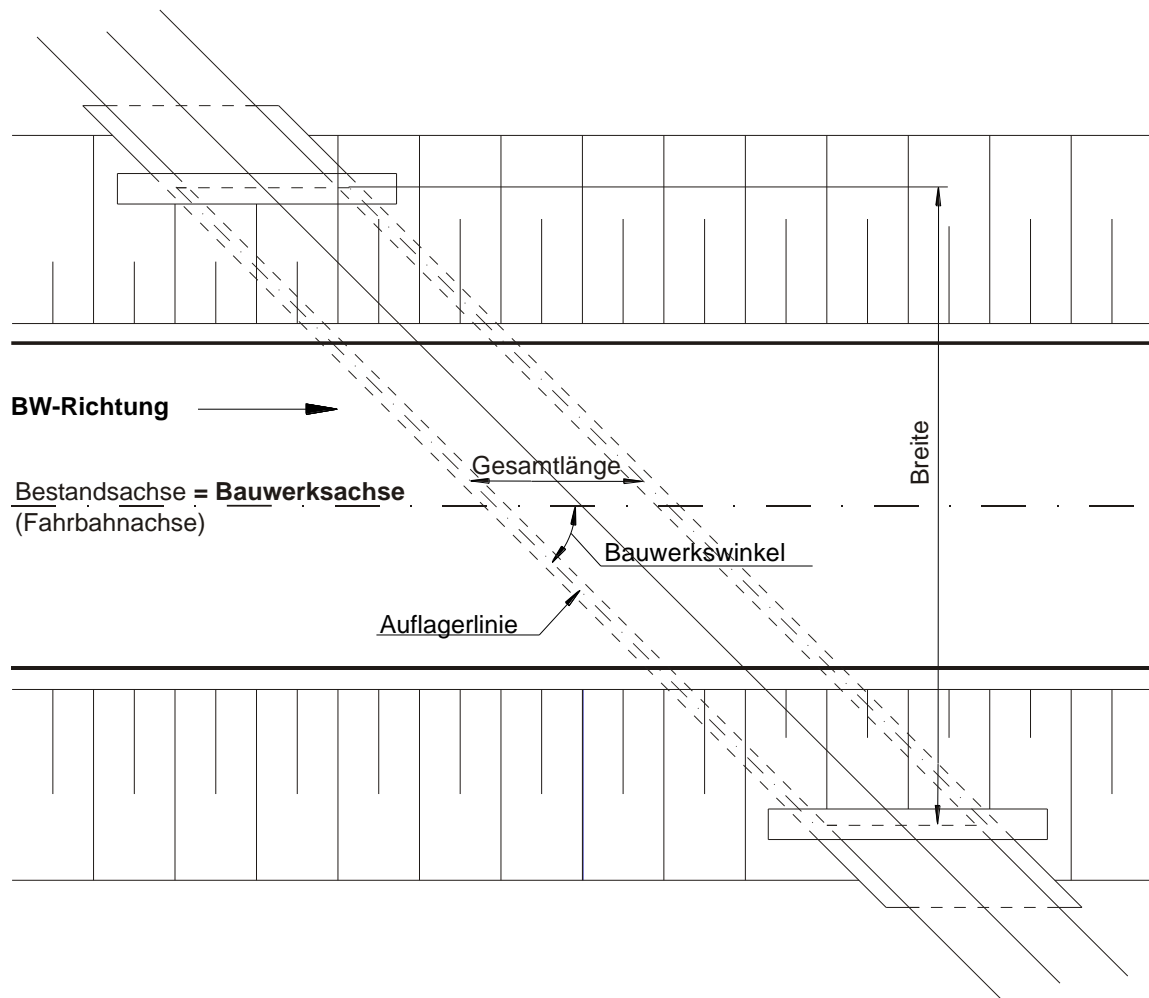 BW-Richtung
Breite
Gesamtlänge
Bestandsachse = Bauwerksachse
(Fahrbahnachse)
Bauwerkswinkel
Auflagerlinie